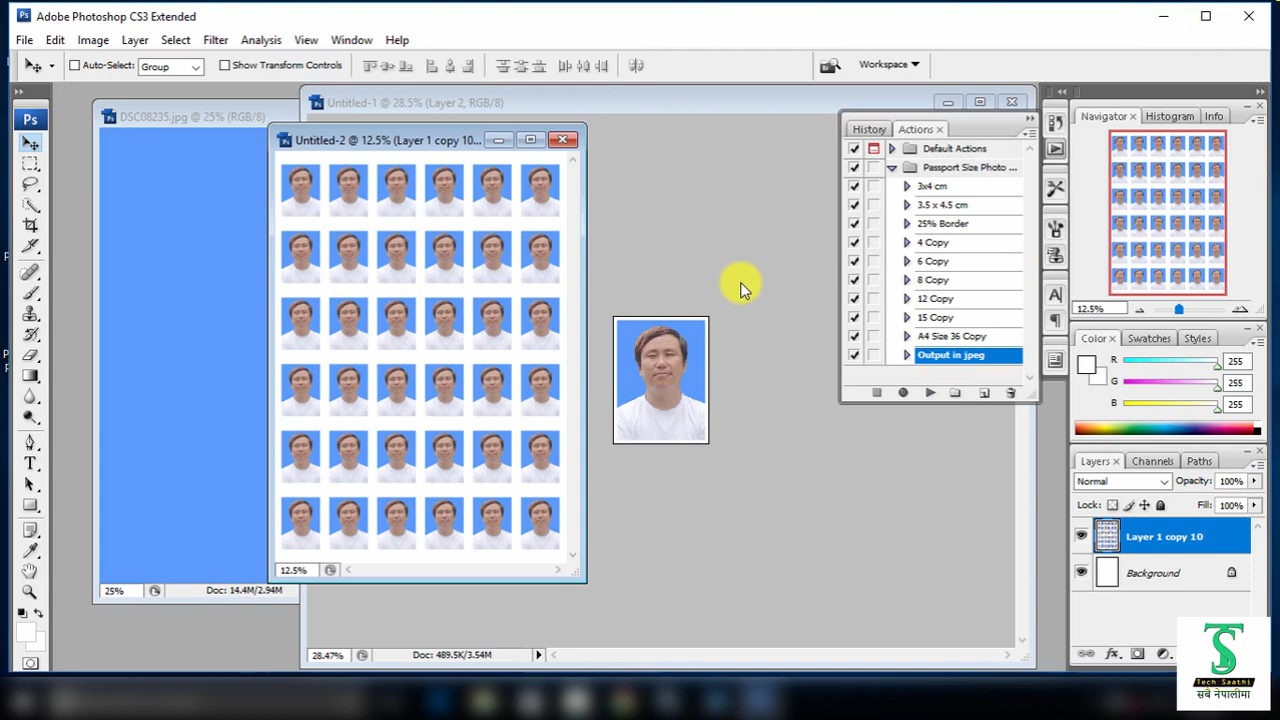 Ps Adobe Photoshop CS3 Extended
File Edit Image Layer Select Filter Analysis View Window Help
Auto-Select: Group Show Transform Controls Workspace
Ps
DSC08235.jpg @ 25% (RGB/8)
25% Doc: 14.4M/2.94M
Untitled-1 @ 28.5% (Layer 2, RGB/8)
28.47% Doc: 489.5K/3.54M
Untitled-2 @ 12.5% (Layer 1 copy 10...
12.5%
History Actions
Default Actions
Passport Size Photo ...
3x4 cm
3.5 x 4.5 cm
25% Border
4 Copy
6 Copy
8 Copy
12 Copy
15 Copy
A4 Size 36 Copy
Output in jpeg
Navigator Histogram Info
12.5%
Color Swatches Styles
R 255
G 255
B 255
Layers Channels Paths
Normal Opacity: 100%
Lock: Fill: 100%
Layer 1 copy 10
Background
TS
Tech Saathi
सबै नेपालीमा